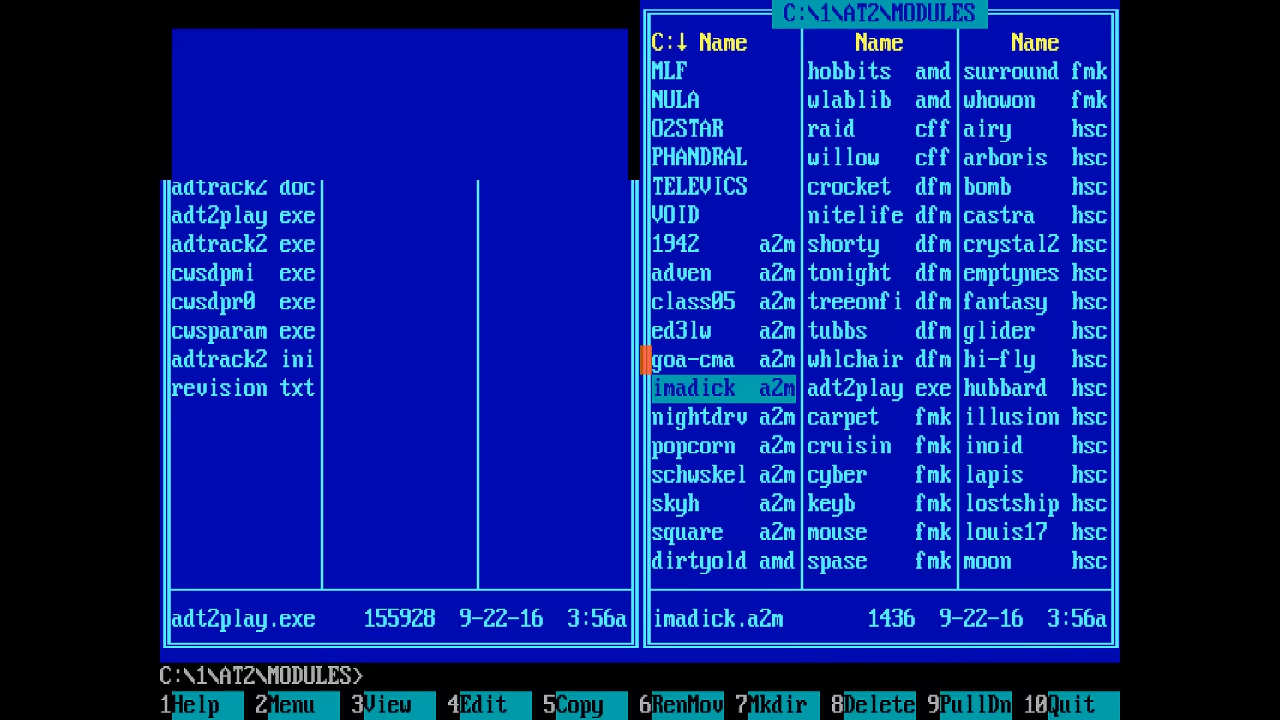 C:\1\AT2\MODULES
C:↓ Name Name Name
MLF hobbits amd surround fmk
NULA wlablib amd whowon fmk
O2STAR raid cff airy hsc
PHANDRAL willow cff arboris hsc
adtrack2 doc TELEVICS crocket dfm bomb hsc
adt2play exe VOID nitelife dfm castra hsc
adtrack2 exe 1942 a2m shorty dfm crystal2 hsc
cwsdpmi exe adven a2m tonight dfm emptynes hsc
cwsdpr0 exe class05 a2m treeonfi dfm fantasy hsc
cwsparam exe ed3lw a2m tubbs dfm glider hsc
adtrack2 ini goa-cma a2m whlchair dfm hi-fly hsc
revision txt imadick a2m adt2play exe hubbard hsc
nightdrv a2m carpet fmk illusion hsc
popcorn a2m cruisin fmk inoid hsc
schwskel a2m cyber fmk lapis hsc
skyh a2m keyb fmk lostship hsc
square a2m mouse fmk louis17 hsc
dirtyold amd spase fmk moon hsc
adt2play.exe 155928 9-22-16 3:56a imadick.a2m 1436 9-22-16 3:56a
C:\1\AT2\MODULES>
1Help 2Menu 3View 4Edit 5Copy 6RenMov 7Mkdir 8Delete 9PullDn 10Quit